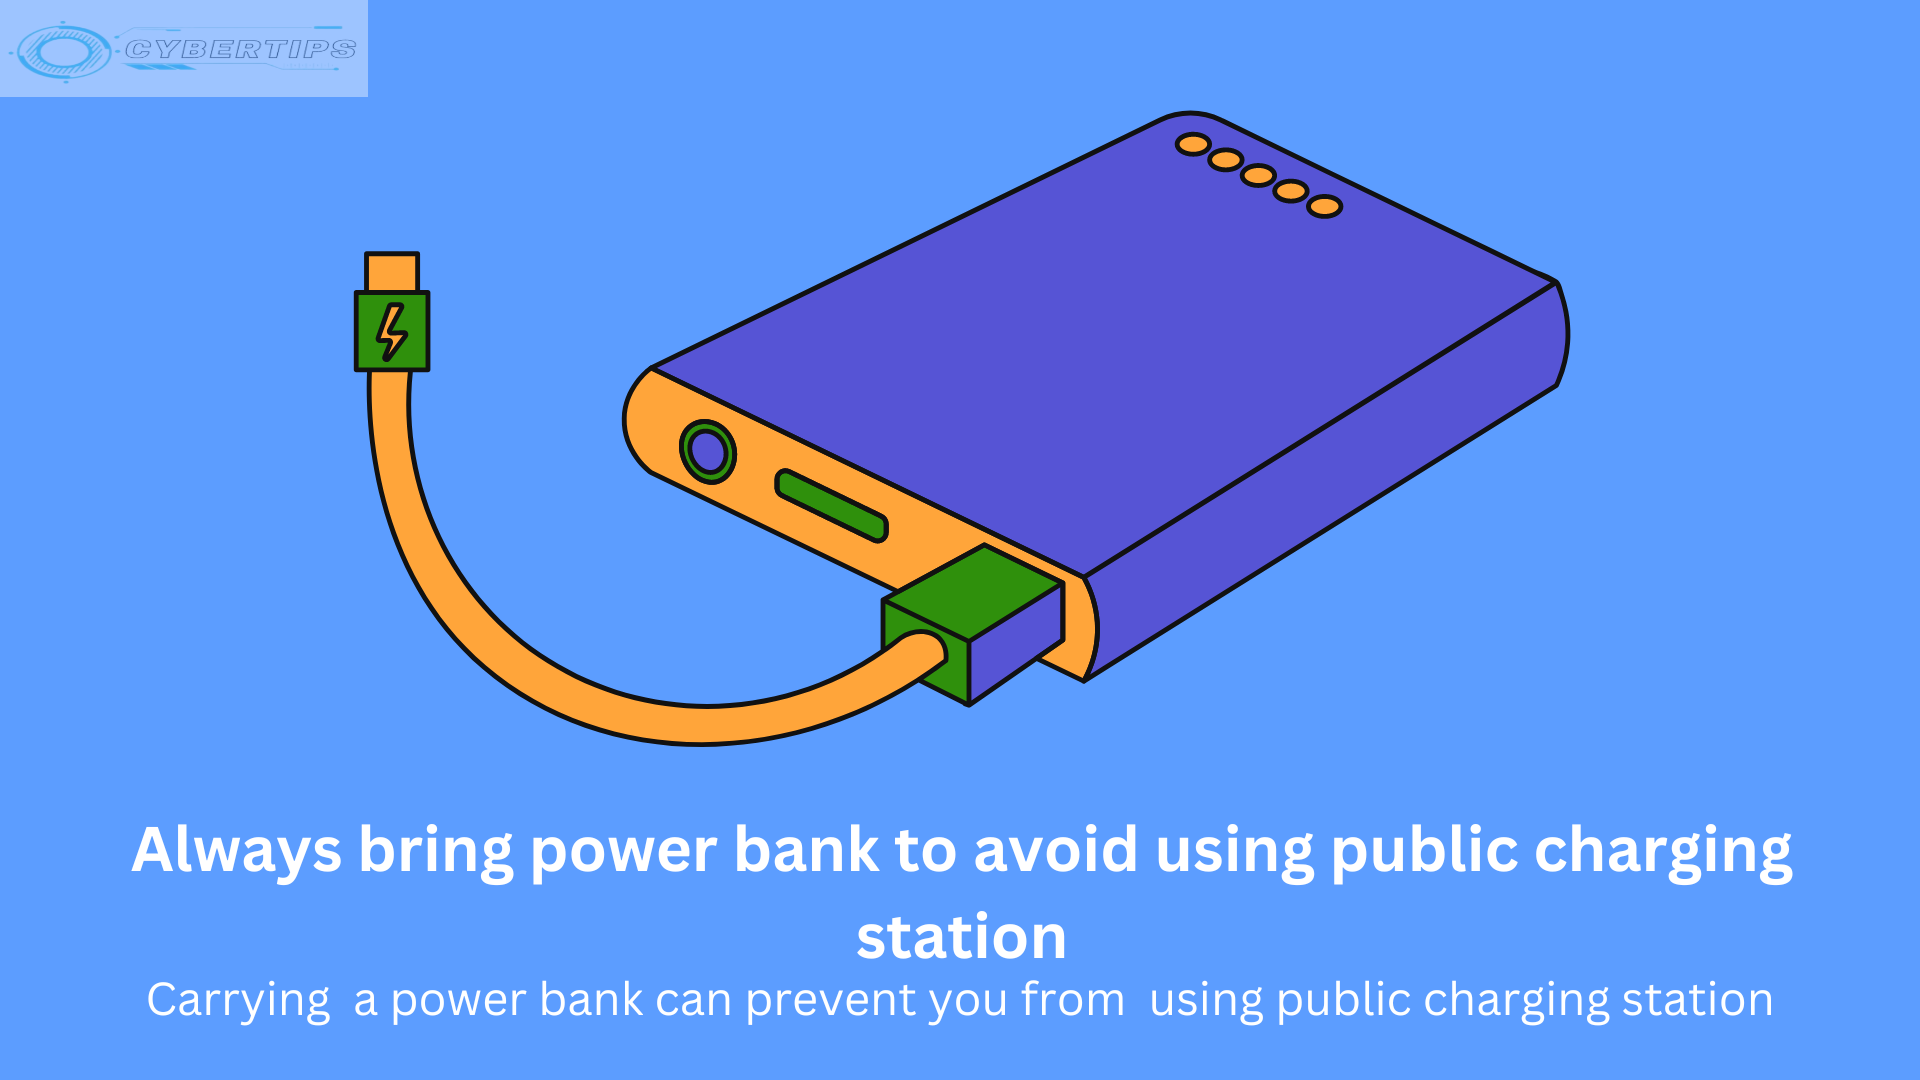 CYBERTIPS
Always bring power bank to avoid using public charging
station
Carrying  a power bank can prevent you from  using public charging station